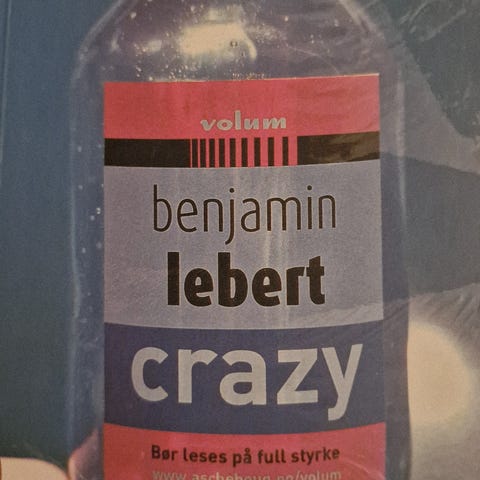 volum
benjamin
lebert
crazy
Bør leses på full styrke
www.aschehoug.no/volum